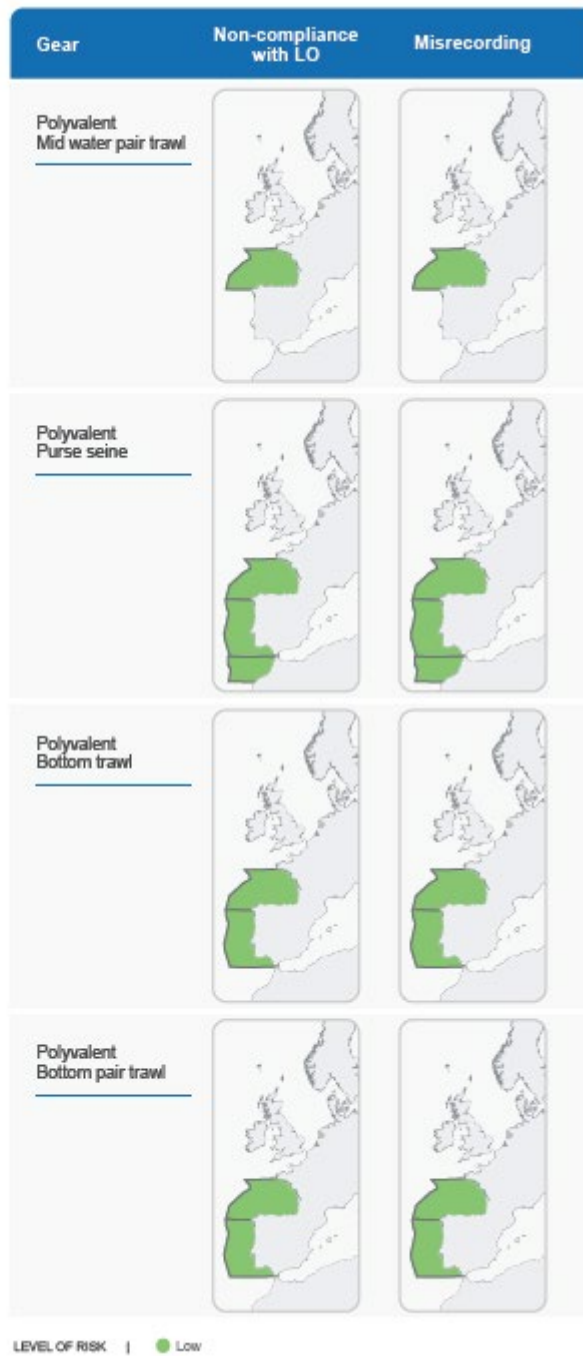 Gear
Non-compliance
with LO
Misrecording
Polyvalent
Mid water pair trawl
Polyvalent
Purse seine
Polyvalent
Bottom trawl
Polyvalent
Bottom pair trawl
LEVEL OF RISK | Low